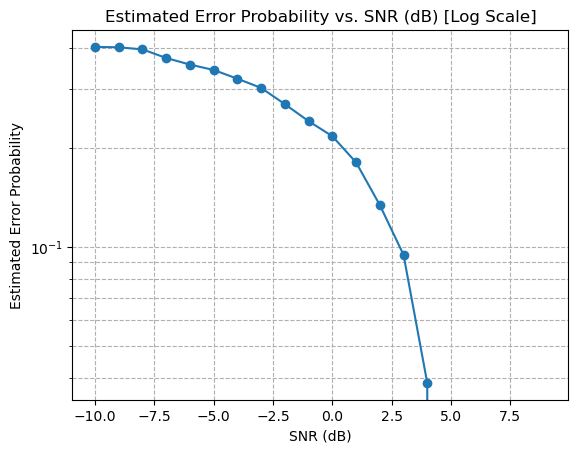 Estimated Error Probability vs. SNR (dB) [Log Scale]
Estimated Error Probability
10⁻¹
−10.0 −7.5 −5.0 −2.5 0.0 2.5 5.0 7.5
SNR (dB)